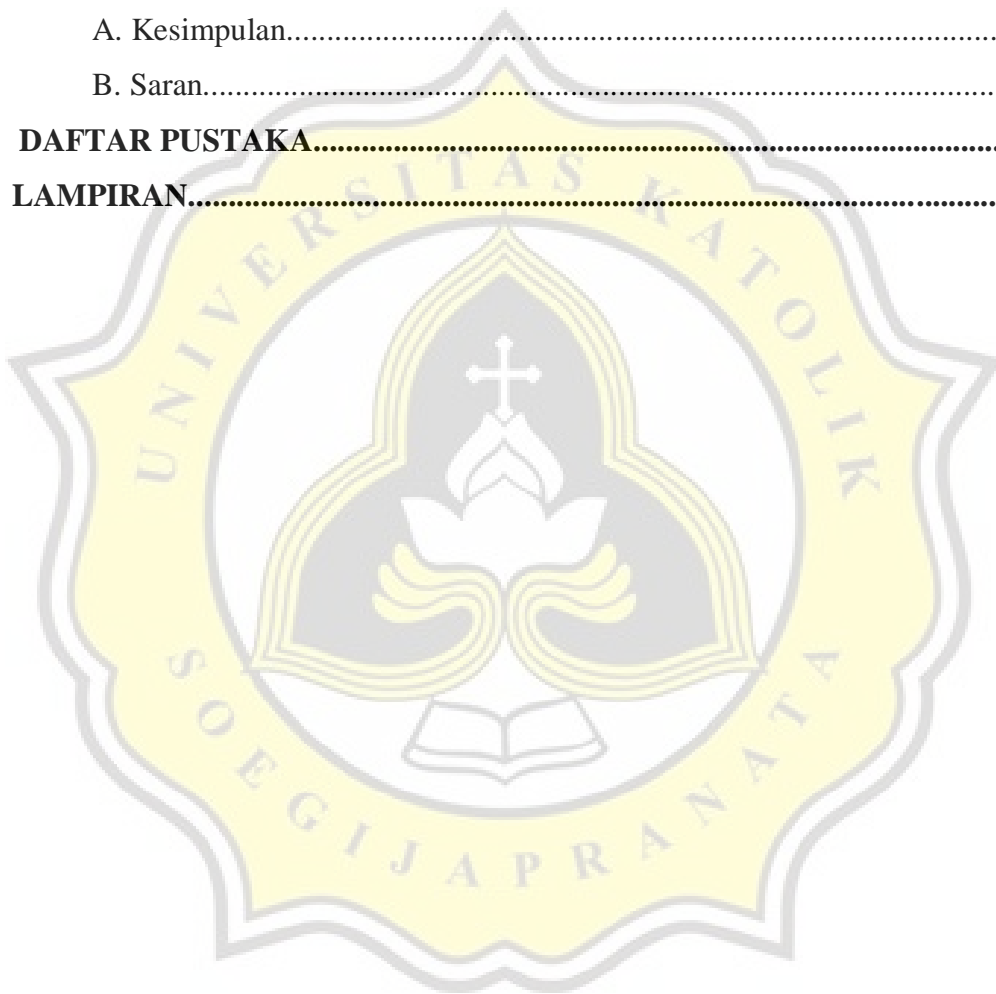 A. Kesimpulan........................................................................................
B. Saran..................................................................................................
DAFTAR PUSTAKA....................................................................................
LAMPIRAN..................................................................................................
UNIVERSITAS KATOLIK
SOEGIJAPRANATA